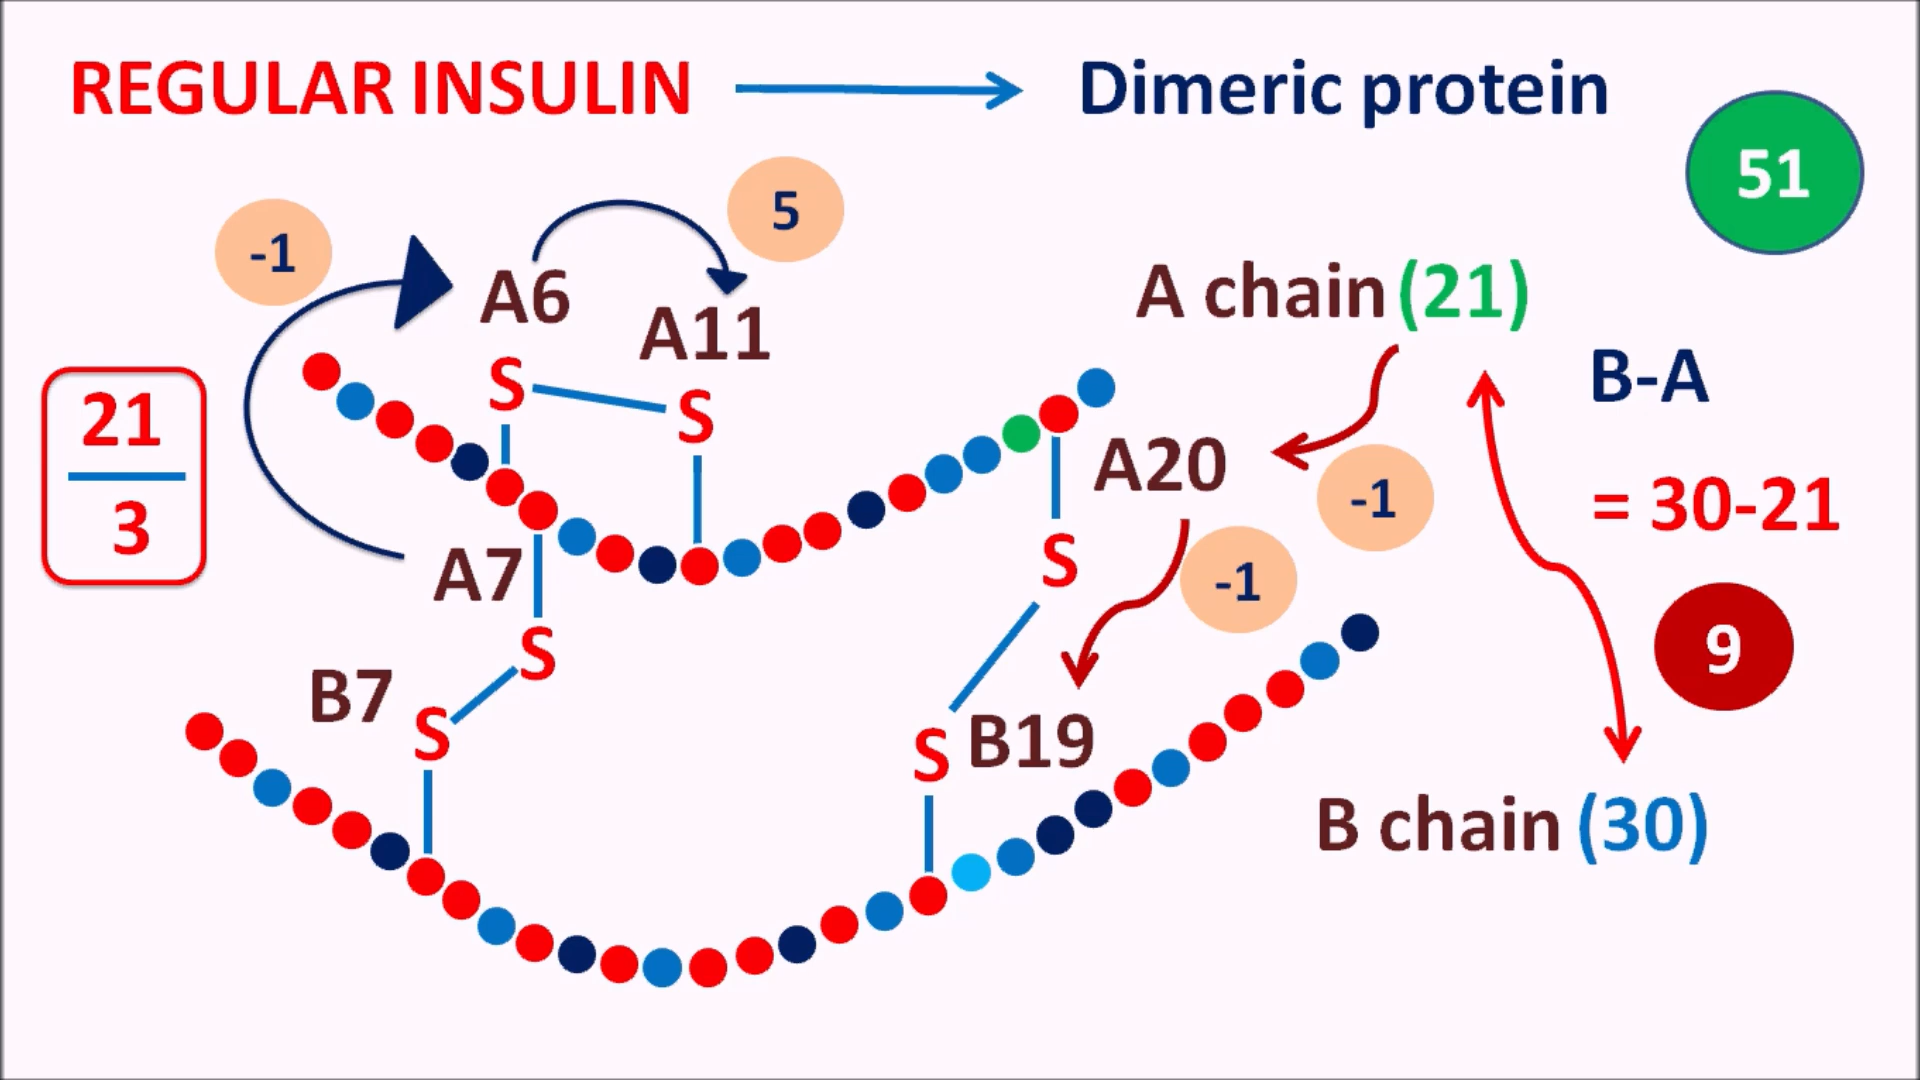 REGULAR INSULIN
Dimeric protein
51
-1
5
A6
A11
A chain (21)
S
S
21
3
B-A
A20
-1
= 30-21
A7
S
-1
S
9
B7
S
S
B19
B chain (30)